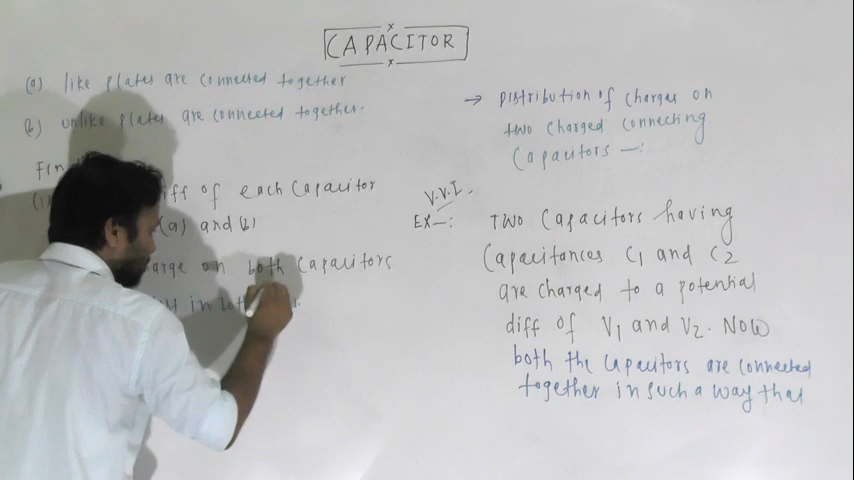 CAPACITOR
→ Distribution of charges on
two charged connecting
Capacitors —:
V.V.I.
EX—: Two Capacitors having
Capacitances C1 and C2
are charged to a potential
diff of V1 and V2. Now
both the capacitors are connected
together in such a way that
(a) like plates are connected together
(b) unlike plates are connected together.
Find
(1) diff of each Capacitor
(a) and (b)
on both Capacitors
in